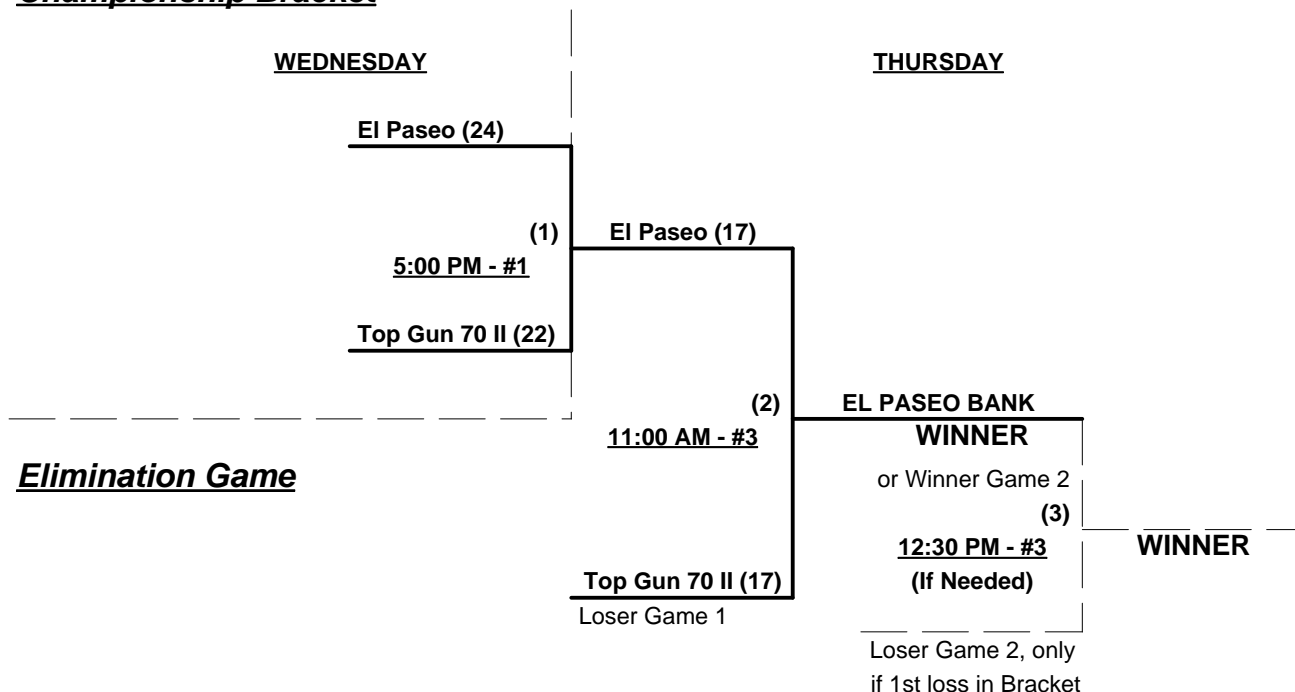 Championship Bracket
WEDNESDAY
THURSDAY
El Paseo (24)
(1)
El Paseo (17)
5:00 PM - #1
Top Gun 70 II (22)
(2)
EL PASEO BANK
11:00 AM - #3
WINNER
Elimination Game
or Winner Game 2
(3)
12:30 PM - #3
WINNER
(If Needed)
Top Gun 70 II (17)
Loser Game 1
Loser Game 2, only
if 1st loss in Bracket